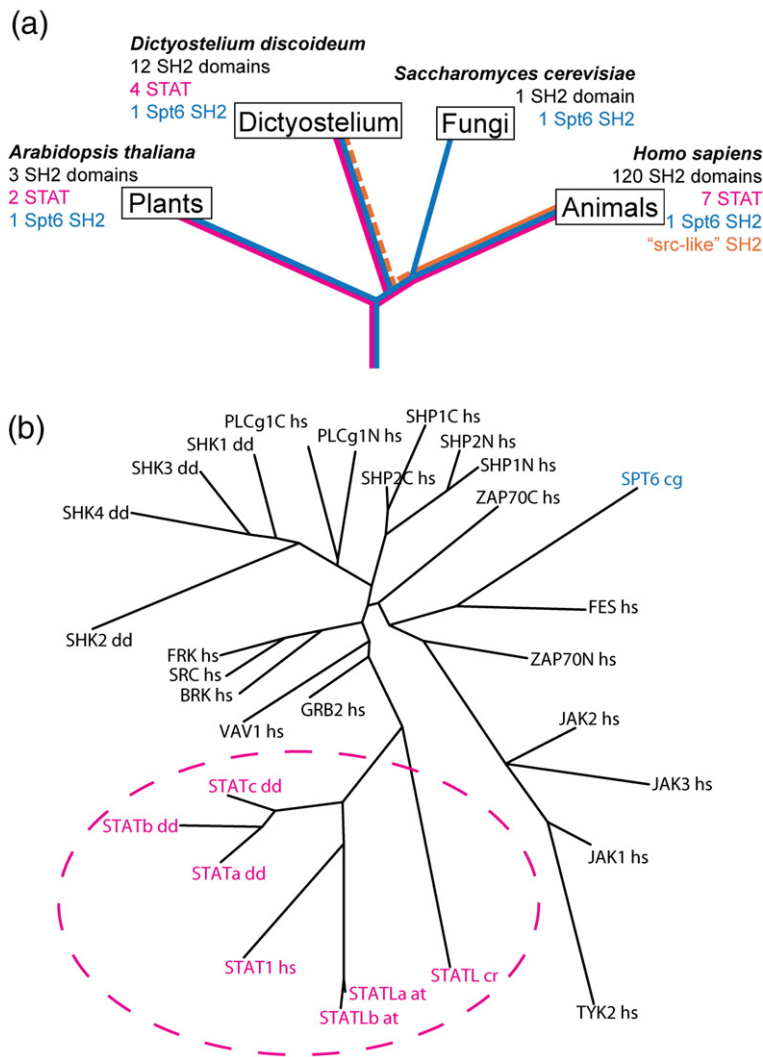 (a)
Dictyostelium discoideum
12 SH2 domains
4 STAT
1 Spt6 SH2
Dictyostelium
Saccharomyces cerevisiae
1 SH2 domain
1 Spt6 SH2
Fungi
Arabidopsis thaliana
3 SH2 domains
2 STAT
1 Spt6 SH2
Plants
Homo sapiens
120 SH2 domains
7 STAT
1 Spt6 SH2
"src-like" SH2
Animals
(b)
PLCg1C hs
SHK1 dd
SHK3 dd
SHK4 dd
SHK2 dd
PLCg1N hs
SHP1C hs
SHP2N hs
SHP1N hs
SHP2C hs
ZAP70C hs
SPT6 cg
FES hs
ZAP70N hs
FRK hs
SRC hs
BRK hs
VAV1 hs
GRB2 hs
JAK2 hs
JAK3 hs
JAK1 hs
TYK2 hs
STATc dd
STATb dd
STATa dd
STAT1 hs
STATLa at
STATLb at
STATL cr